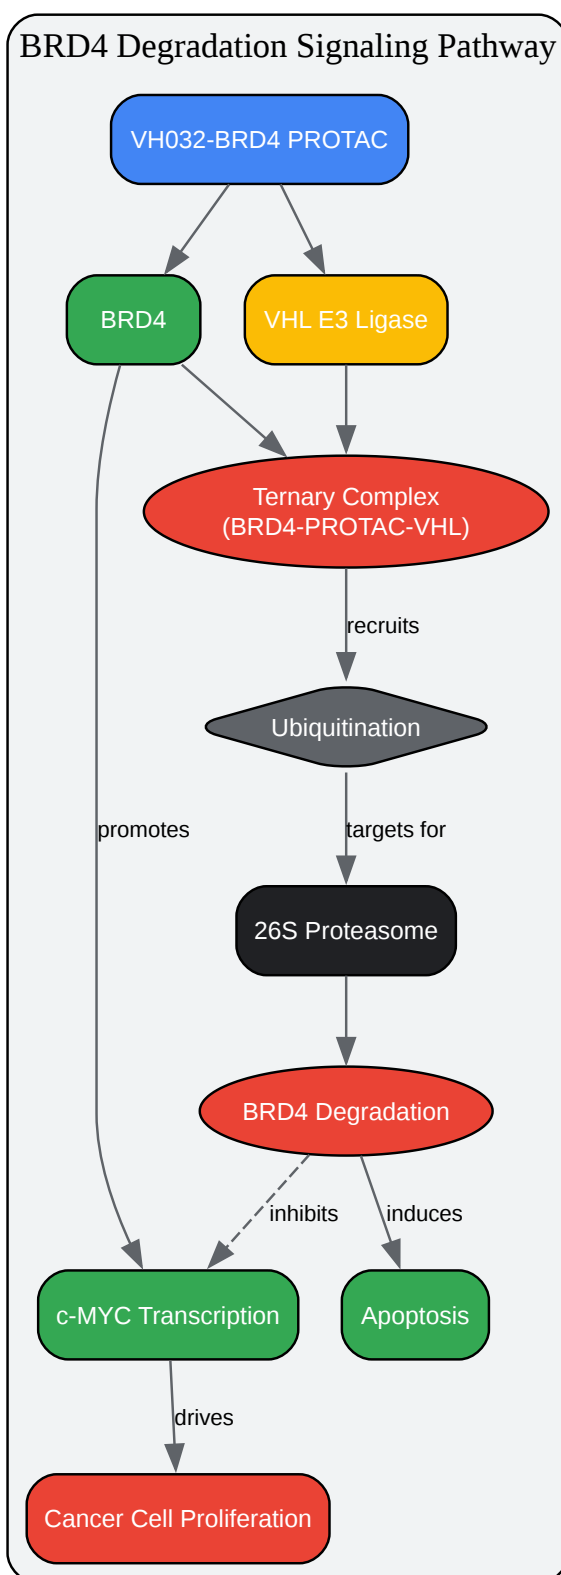 BRD4 Degradation Signaling Pathway
VH032-BRD4 PROTAC
BRD4
VHL E3 Ligase
Ternary Complex
(BRD4-PROTAC-VHL)
recruits
Ubiquitination
promotes
targets for
26S Proteasome
BRD4 Degradation
inhibits
induces
c-MYC Transcription
Apoptosis
drives
Cancer Cell Proliferation